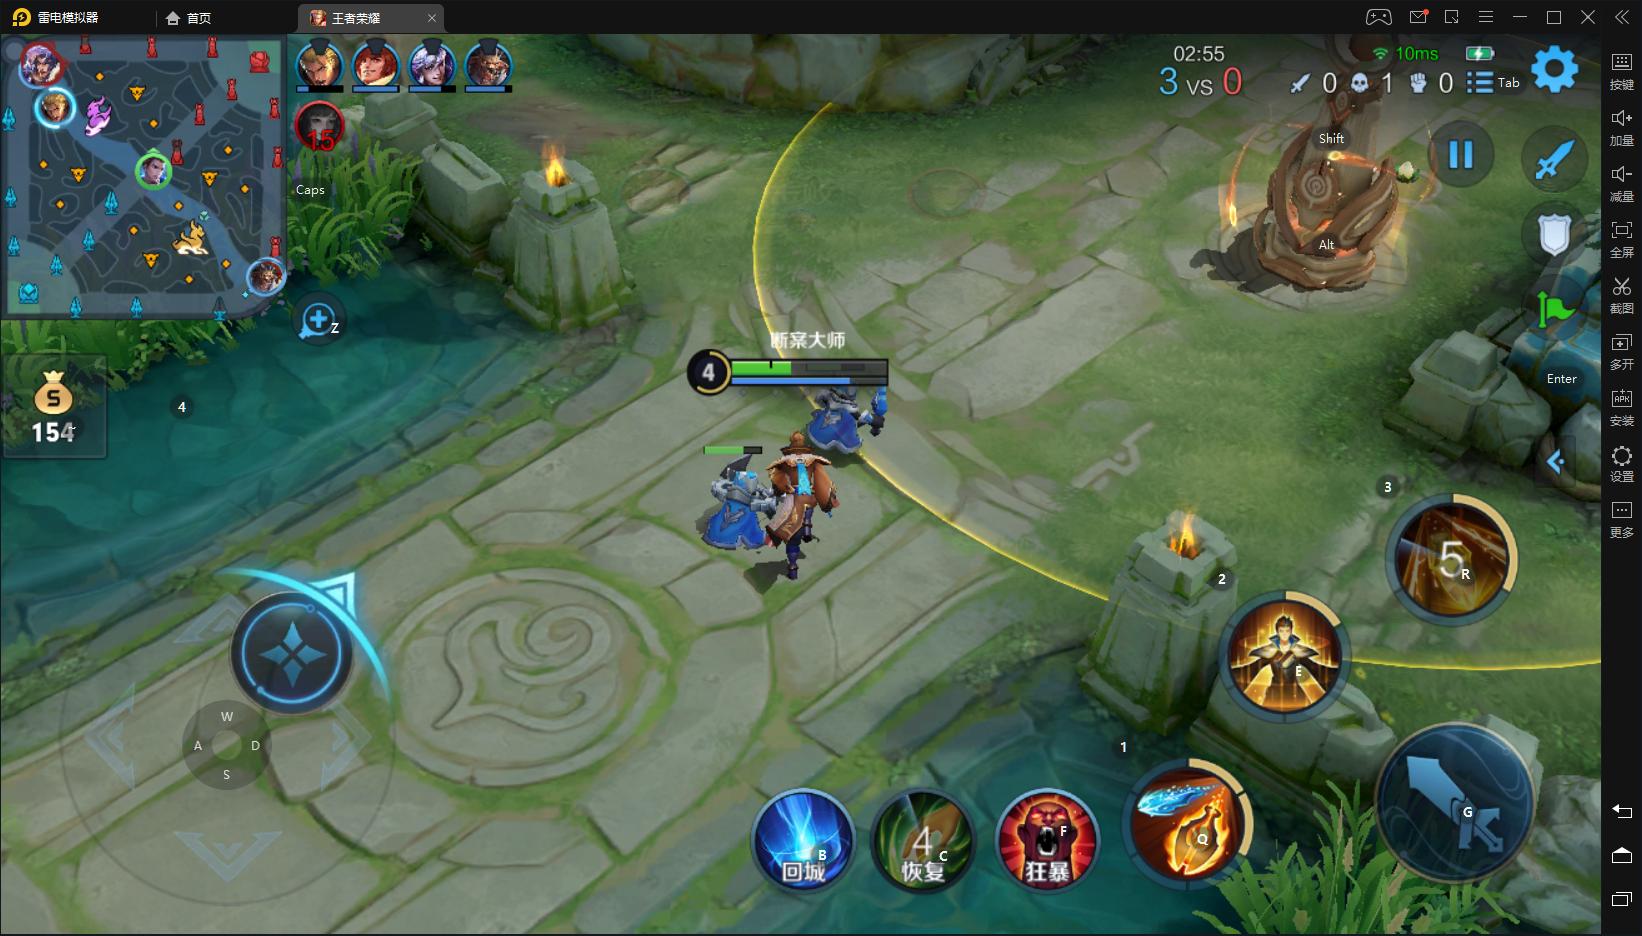 雷电模拟器
首页
王者荣耀
02:55
10ms
3 vs 0
0
1
0
Tab
15
Caps
Shift
Alt
Z
154
4
断案大师
4
Enter
3
5
R
2
E
W
A
D
S
1
Q
G
B
回城
4
C
恢复
F
狂暴
按键
加量
减量
全屏
截图
多开
APK
安装
设置
更多